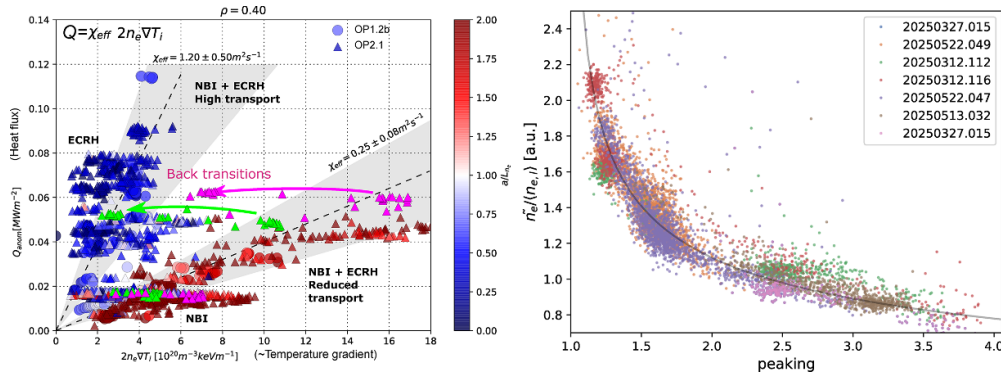 ρ = 0.40
Q=χeff 2ne∇Ti
OP1.2b
OP2.1
χeff = 1.20 ± 0.50m²s⁻¹
NBI + ECRH
High transport
ECRH
χeff = 0.25 ± 0.08m²s⁻¹
Back transitions
NBI + ECRH
Reduced
transport
NBI
(Heat flux)
Qanom[MWm⁻²]
0.14
0.12
0.10
0.08
0.06
0.04
0.02
0.00
0 2 4 6 8 10 12 14 16 18
2ne∇Ti [10²⁰m⁻³keVm⁻¹] (~Temperature gradient)
2.00
1.75
1.50
1.25
1.00
0.75
0.50
0.25
0.00
a/Lne
20250327.015
20250522.049
20250312.112
20250312.116
20250522.047
20250513.032
20250327.015
n̄e/⟨ne,i⟩ [a.u.]
2.4
2.2
2.0
1.8
1.6
1.4
1.2
1.0
0.8
1.0 1.5 2.0 2.5 3.0 3.5 4.0
peaking